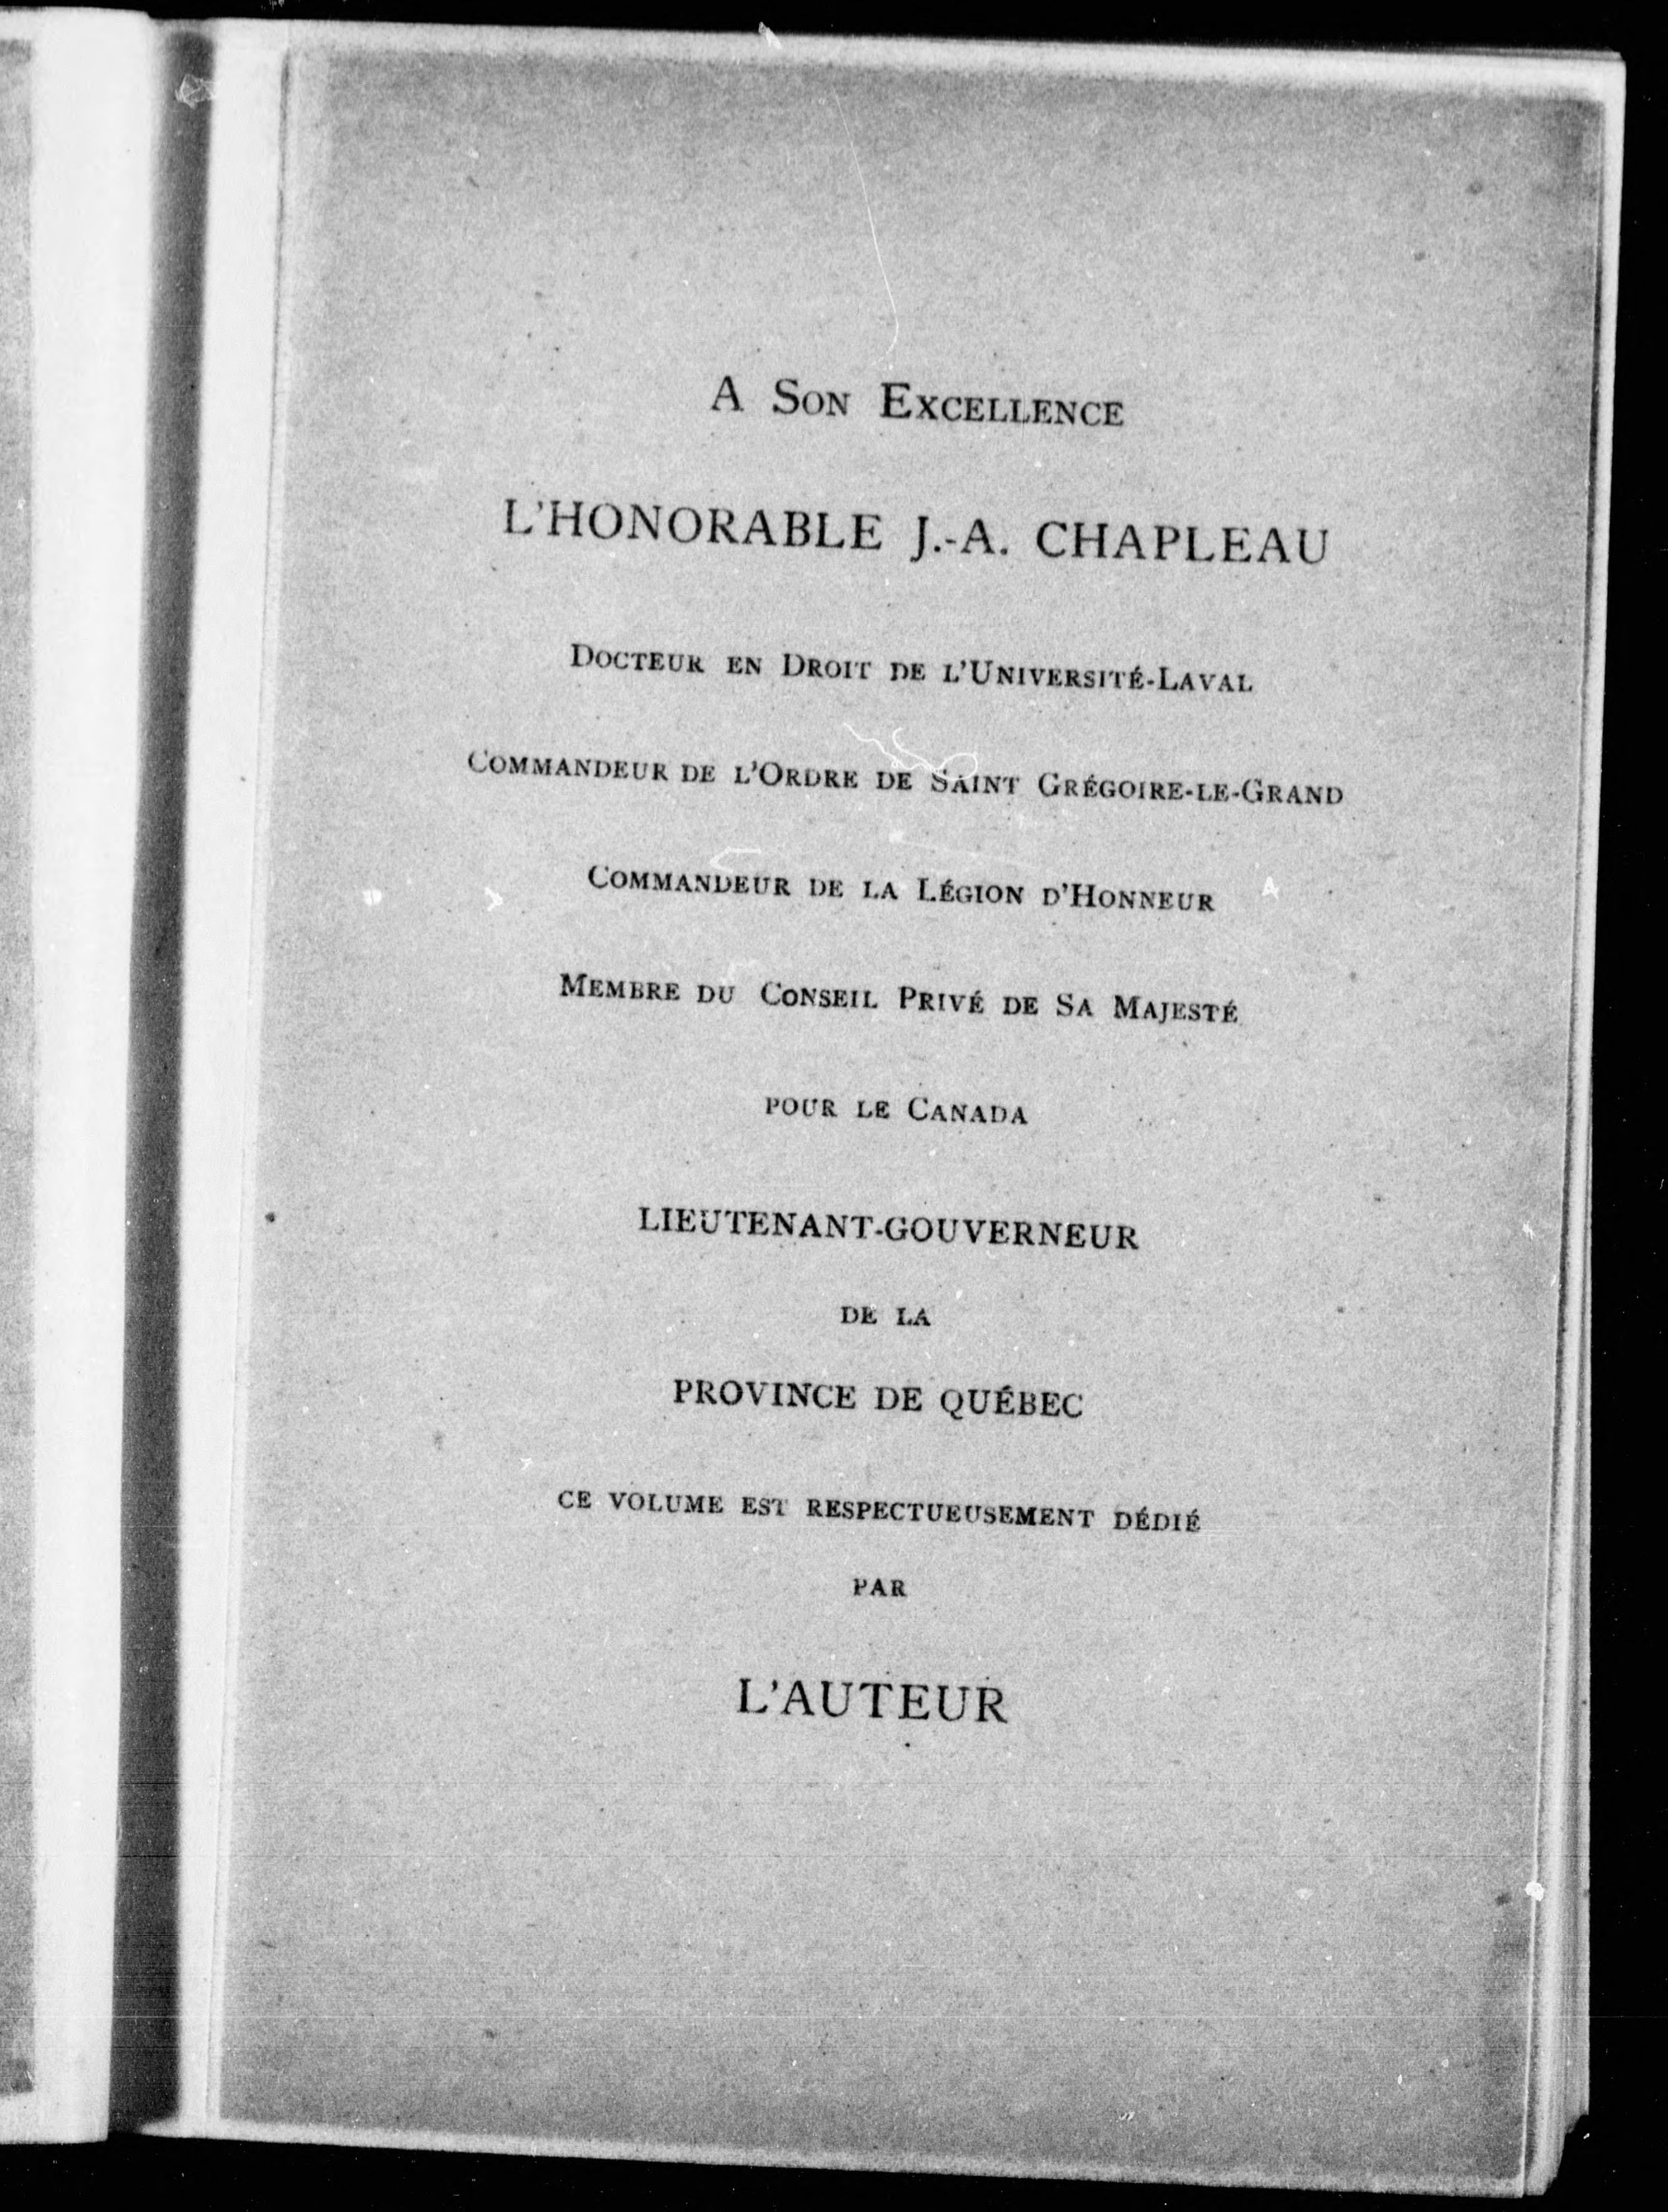 A SON EXCELLENCE
L'HONORABLE J.-A. CHAPLEAU
DOCTEUR EN DROIT DE L'UNIVERSITÉ-LAVAL
COMMANDEUR DE L'ORDRE DE SAINT GRÉGOIRE-LE-GRAND
COMMANDEUR DE LA LÉGION D'HONNEUR
MEMBRE DU CONSEIL PRIVÉ DE SA MAJESTÉ
POUR LE CANADA
LIEUTENANT-GOUVERNEUR
DE LA
PROVINCE DE QUÉBEC
CE VOLUME EST RESPECTUEUSEMENT DÉDIÉ
PAR
L'AUTEUR